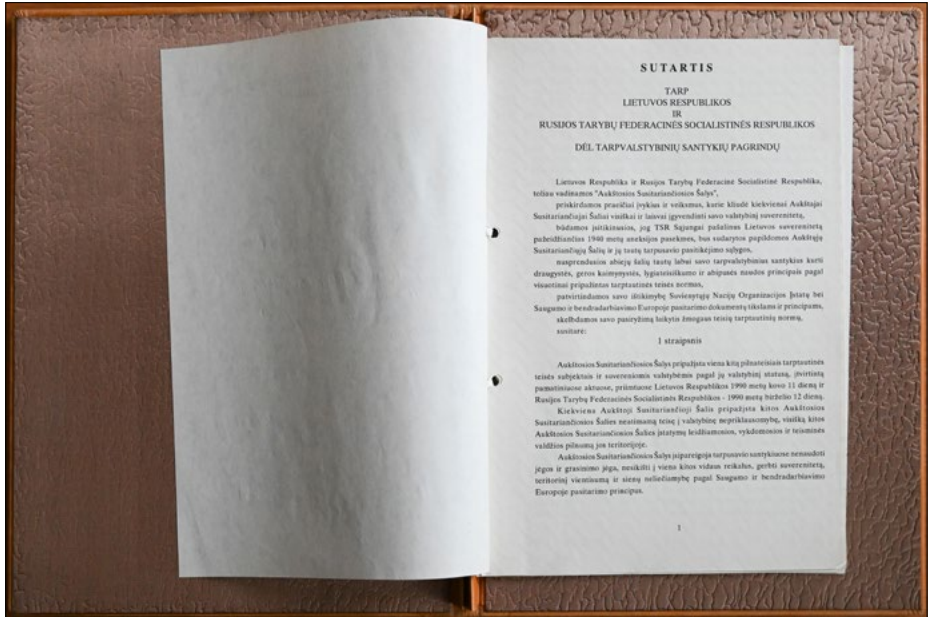 SUTARTIS
TARP
LIETUVOS RESPUBLIKOS
IR
RUSIJOS TARYBŲ FEDERACINĖS SOCIALISTINĖS RESPUBLIKOS
DĖL TARPVALSTYBINIŲ SANTYKIŲ PAGRINDŲ
Lietuvos Respublika ir Rusijos Tarybų Federacinė Socialistinė Respublika,
toliau vadinamos "Aukštosios Susitariančiosios Šalys",
priskirdamos praeičiai įvykius ir veiksmus, kurie kliudė kiekvienai Aukštajai
Susitariančiajai Šaliai visiškai ir laisvai įgyvendinti savo valstybinį suverenitetą,
būdamos įsitikinusios, jog TSR Sąjungai pašalinus Lietuvos suverenitetą
pažeidžiančias 1940 metų aneksijos pasekmes, bus sudarytos papildomos Aukštųjų
Susitariančiųjų Šalių ir jų tautų tarpusavio pasitikėjimo sąlygos,
nusprendusios abiejų šalių tautų labui savo tarpvalstybinius santykius kurti
draugystės, geros kaimynystės, lygiateisiškumo ir abipusės naudos principais pagal
visuotinai pripažintas tarptautinės teisės normas,
patvirtindamos savo ištikimybę Suvienytųjų Nacijų Organizacijos Įstatų bei
Saugumo ir bendradarbiavimo Europoje pasitarimo dokumentų tikslams ir principams,
skelbdamos savo pasiryžimą laikytis žmogaus teisių tarptautinių normų,
susitarė:
1 straipsnis
Aukštosios Susitariančiosios Šalys pripažįsta viena kitą pilnateisiais tarptautinės
teisės subjektais ir suvereniomis valstybėmis pagal jų valstybinį statusą, įtvirtintą
pamatiniuose aktuose, priimtuose Lietuvos Respublikos 1990 metų kovo 11 dieną ir
Rusijos Tarybų Federacinės Socialistinės Respublikos - 1990 metų birželio 12 dieną.
Kiekviena Aukštoji Susitariančioji Šalis pripažįsta kitos Aukštosios
Susitariančiosios Šalies neatimamą teisę į valstybinę nepriklausomybę, visišką kitos
Aukštosios Susitariančiosios Šalies įstatymų leidžiamosios, vykdomosios ir teisminės
valdžios pilnumą jos teritorijoje.
Aukštosios Susitariančiosios Šalys įsipareigoja tarpusavio santykiuose nenaudoti
jėgos ir grasinimo jėga, nesikišti į viena kitos vidaus reikalus, gerbti suverenitetą,
teritorinį vientisumą ir sienų neliečiamybę pagal Saugumo ir bendradarbiavimo
Europoje pasitarimo principus.
1